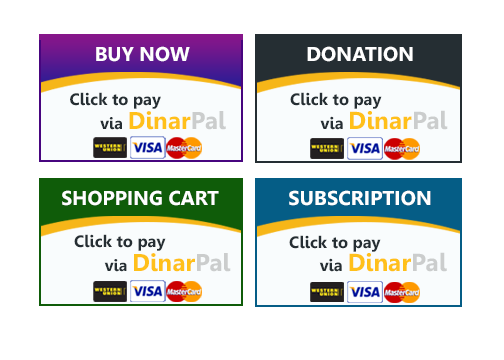 BUY NOW
Click to pay
via DinarPal
WESTERN UNION VISA MasterCard
DONATION
Click to pay
via DinarPal
WESTERN UNION VISA MasterCard
SHOPPING CART
Click to pay
via DinarPal
WESTERN UNION VISA MasterCard
SUBSCRIPTION
Click to pay
via DinarPal
WESTERN UNION VISA MasterCard